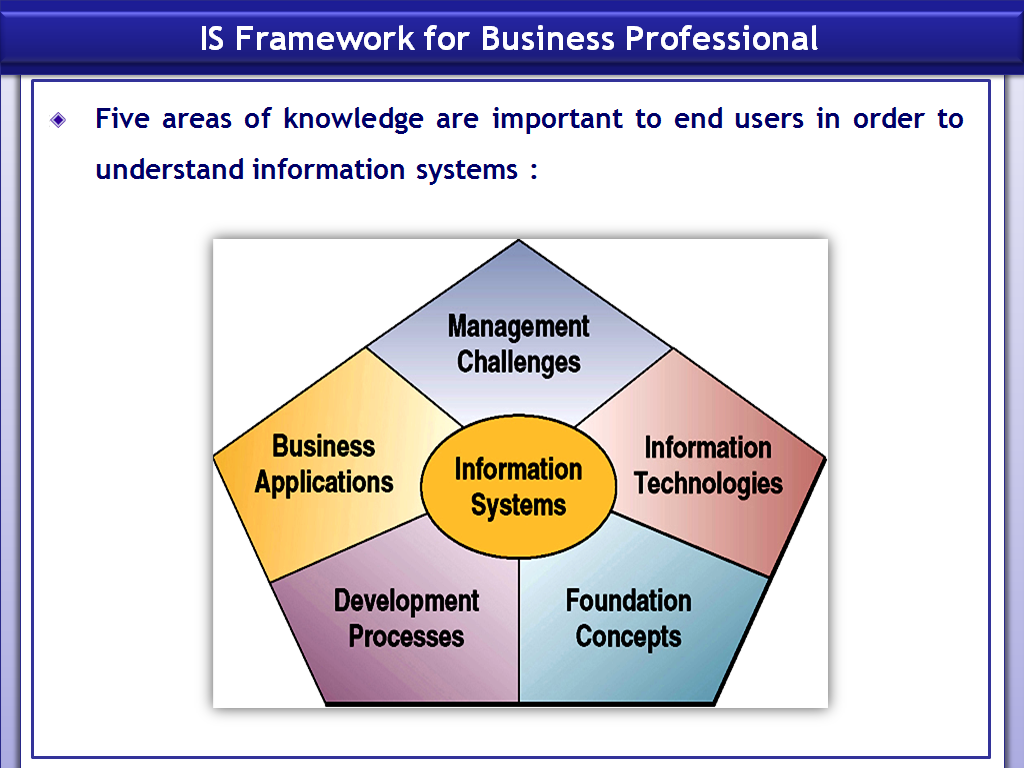 IS Framework for Business Professional
Five areas of knowledge are important to end users in order to
understand information systems :
Management
Challenges
Business
Applications
Information
Systems
Information
Technologies
Development
Processes
Foundation
Concepts